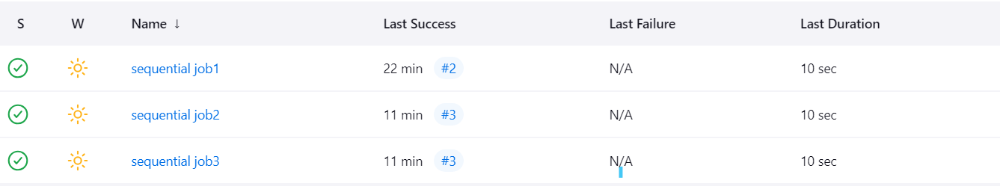 S W Name ↓ Last Success Last Failure Last Duration
sequential job1 22 min #2 N/A 10 sec
sequential job2 11 min #3 N/A 10 sec
sequential job3 11 min #3 N/A 10 sec